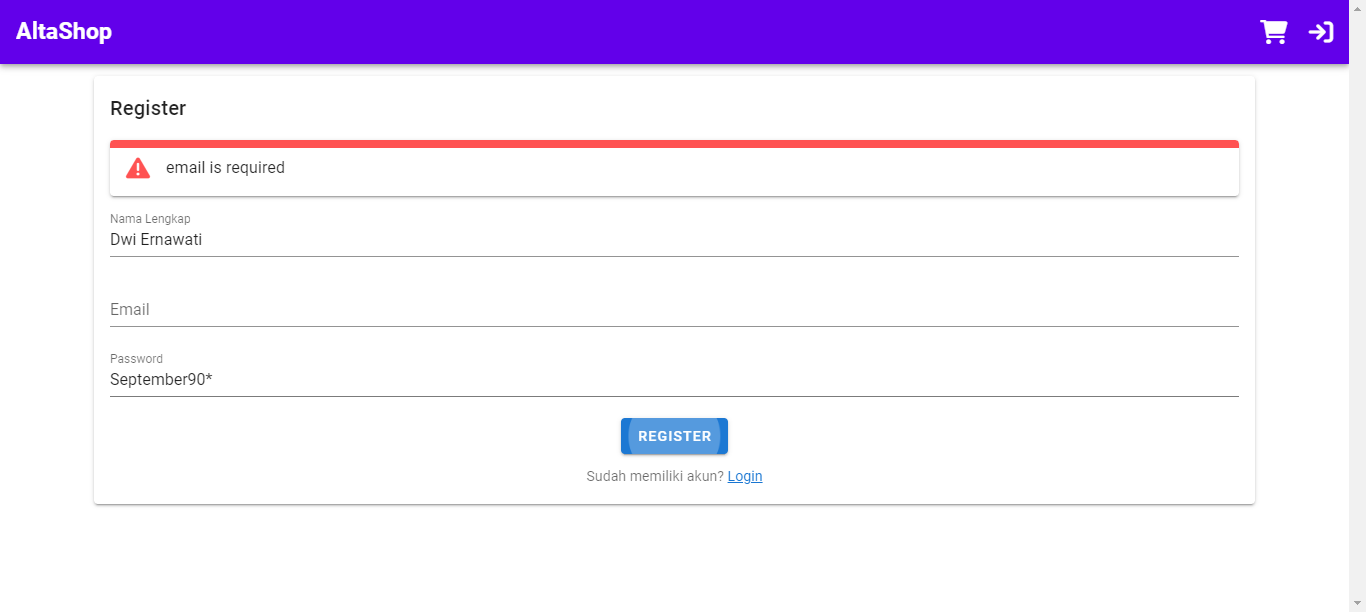 AltaShop
Register
email is required
Nama Lengkap
Dwi Ernawati
Email
Password
September90*
REGISTER
Sudah memiliki akun? Login